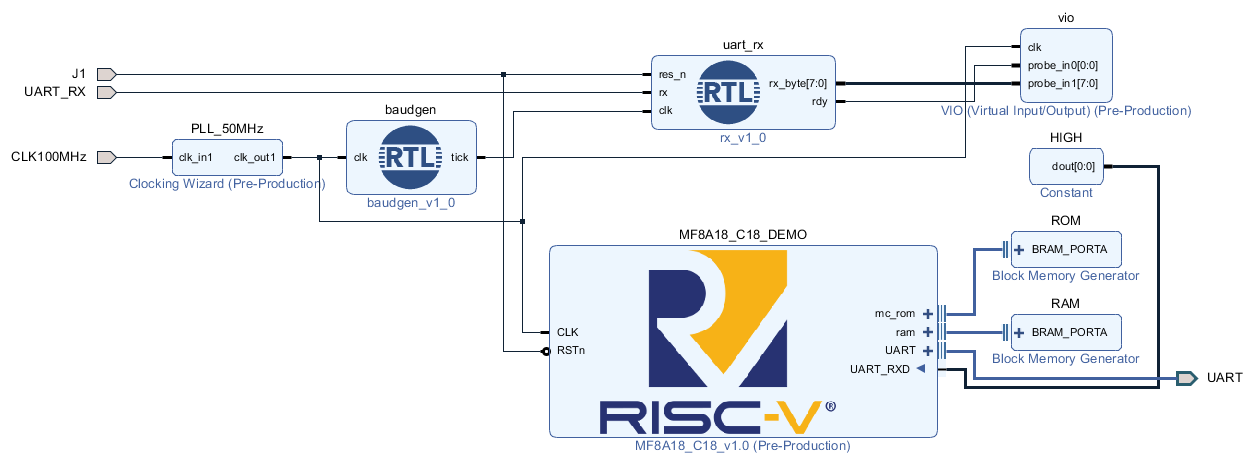 vio
clk
probe_in0[0:0]
probe_in1[7:0]
VIO (Virtual Input/Output) (Pre-Production)
uart_rx
res_n
rx
clk
RTL
rx_byte[7:0]
rdy
rx_v1_0
J1
UART_RX
baudgen
clk
RTL
tick
baudgen_v1_0
PLL_50MHz
CLK100MHz
clk_in1
clk_out1
Clocking Wizard (Pre-Production)
HIGH
dout[0:0]
Constant
ROM
BRAM_PORTA
Block Memory Generator
RAM
BRAM_PORTA
Block Memory Generator
MF8A18_C18_DEMO
CLK
RSTn
mc_rom
ram
UART
UART_RXD
RISC-V®
MF8A18_C18_v1.0 (Pre-Production)
UART